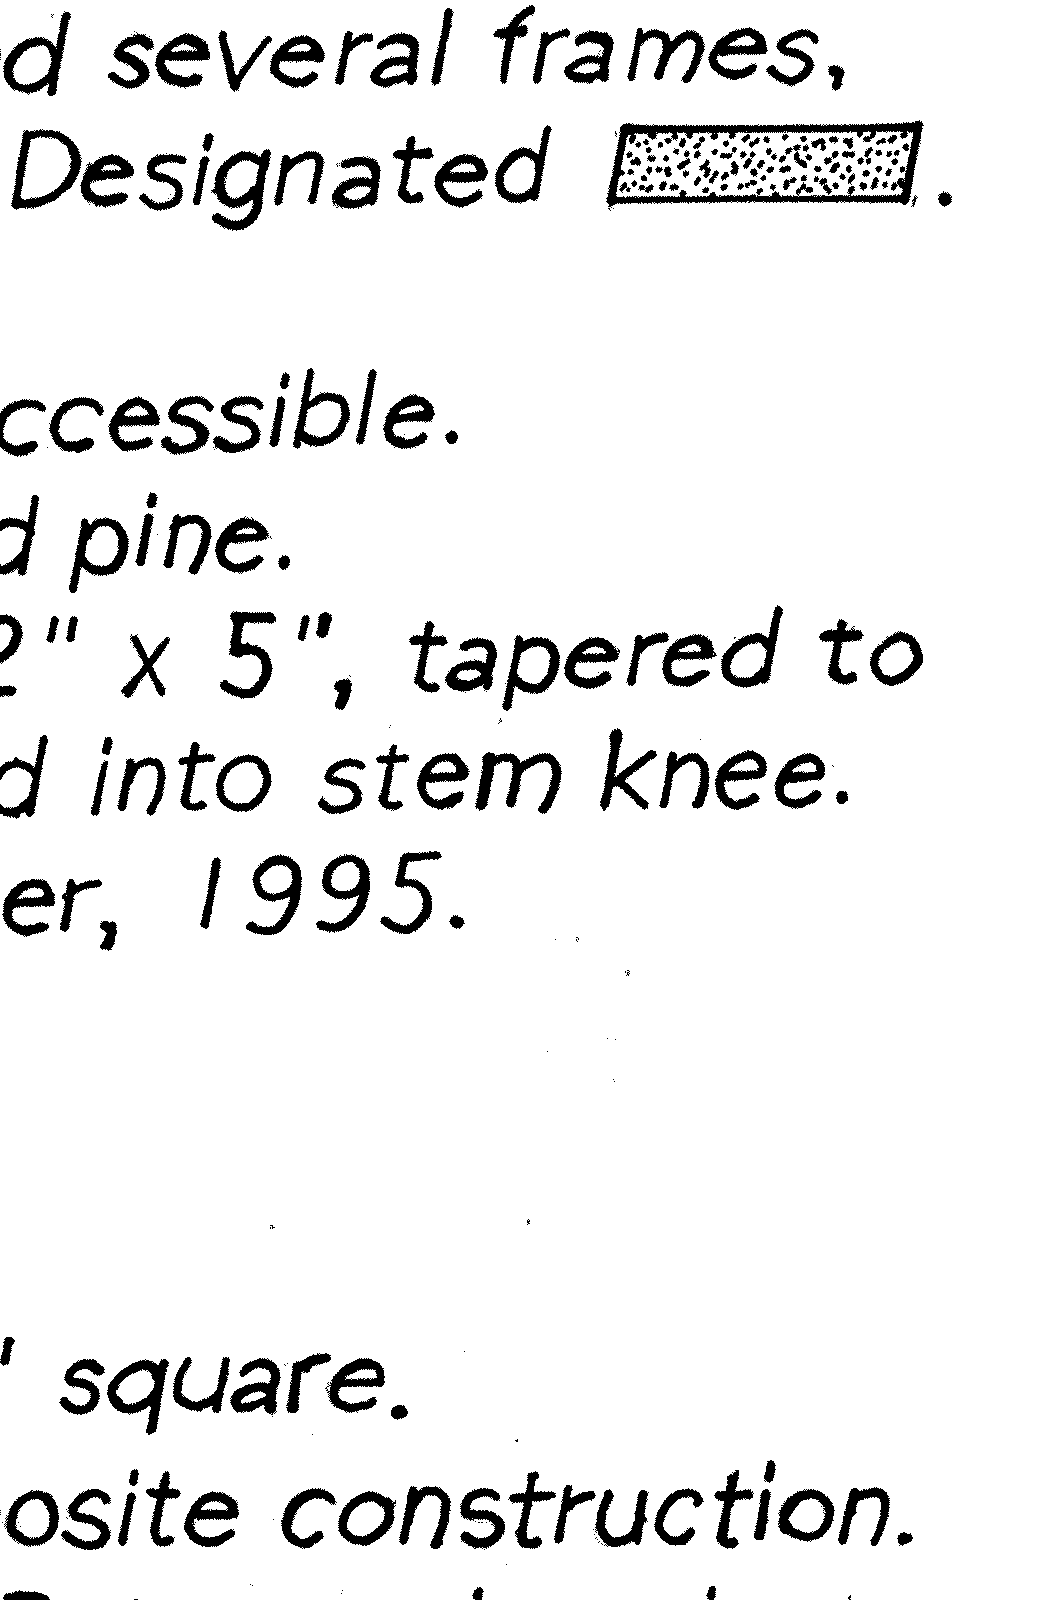 d several frames,
Designated .
ccessible.
d pine.
2" x 5", tapered to
d into stem knee.
er, 1995.
" square.
osite construction.